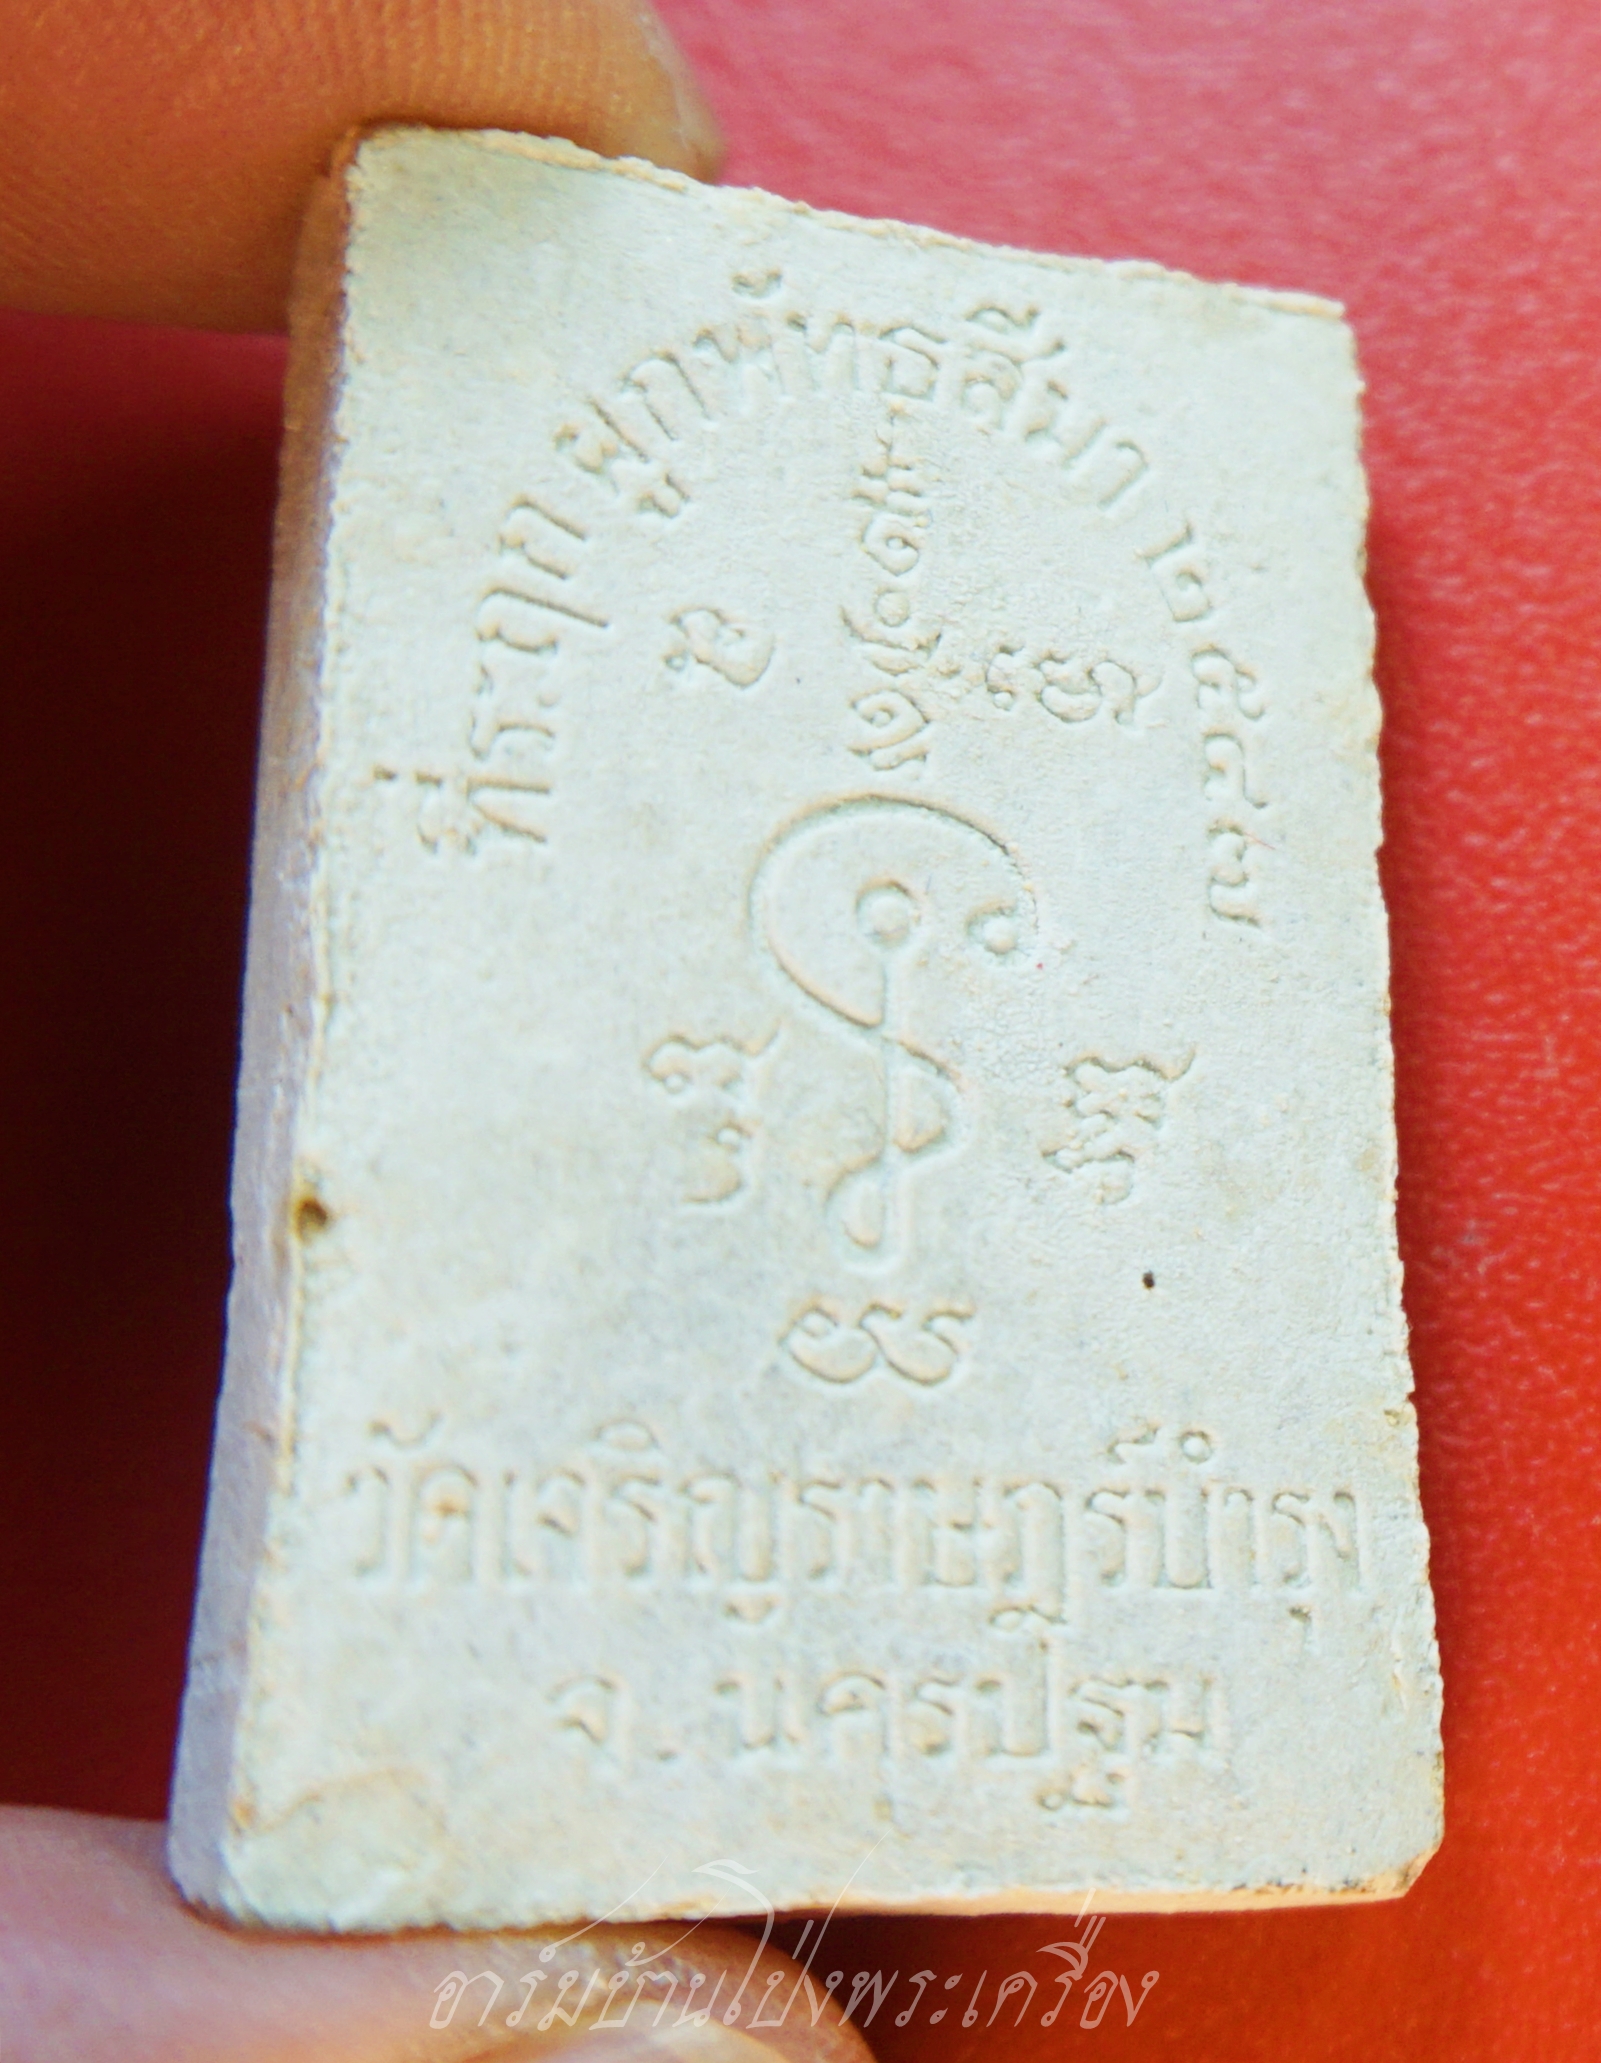 ที่ระฤก ผูกพัทธสีมา ๒๕๔๗
วัดเจริญราษฎร์บำรุง
จ. นครปฐม
อาร์มบ้านโป่งพระเครื่อง